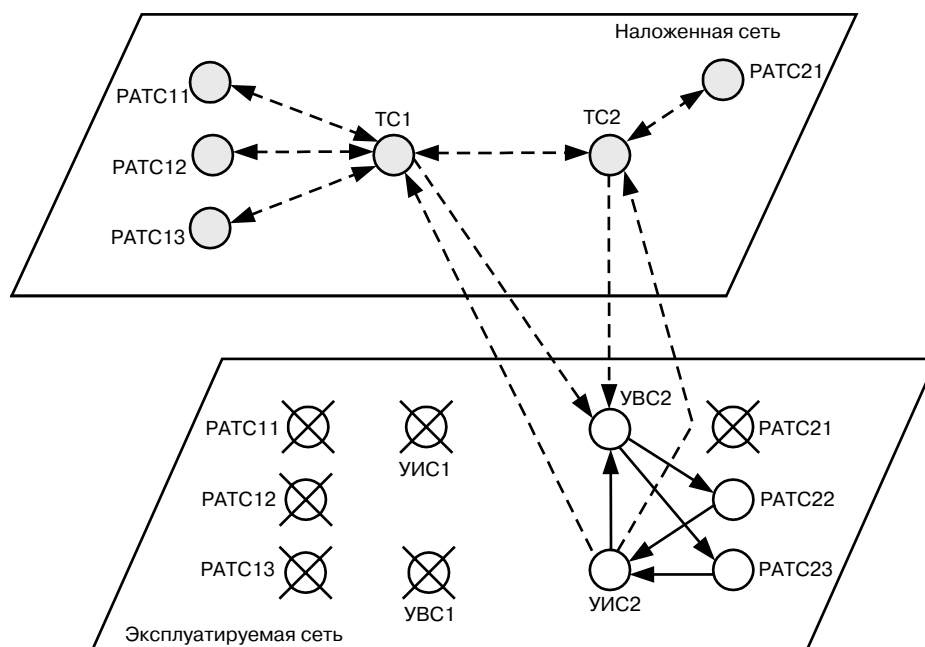 Наложенная сеть
РАТС21
РАТС11
ТС1
ТС2
РАТС12
РАТС13
УВС2
РАТС11
РАТС21
УИС1
РАТС12
РАТС22
РАТС13
РАТС23
УВС1
УИС2
Эксплуатируемая сеть